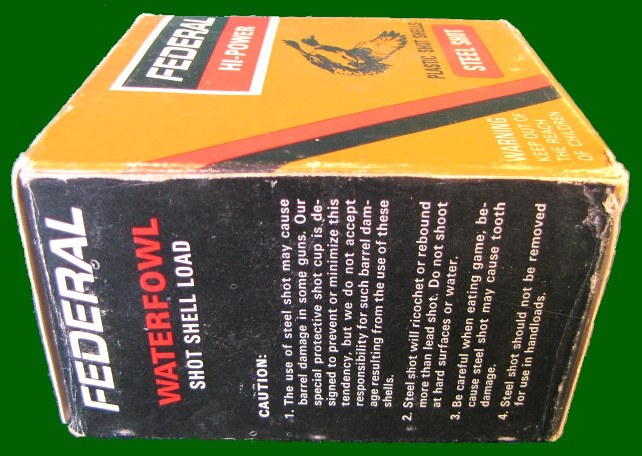 FEDERAL
HI-POWER
PLASTIC SHOT SHELLS
STEEL SHOT
WARNING
KEEP OUT OF
THE REACH
OF CHILDREN
FEDERAL
WATERFOWL
SHOT SHELL LOAD
CAUTION:
1. The use of steel shot may cause
barrel damage in some guns. Our
special protective shot cup is de-
signed to prevent or minimize this
tendency, but we do not accept
responsibility for such barrel dam-
age resulting from the use of these
shells.
2. Steel shot will ricochet or rebound
more than lead shot. Do not shoot
at hard surfaces or water.
3. Be careful when eating game, be-
cause steel shot may cause tooth
damage.
4. Steel shot should not be removed
for use in handloads.